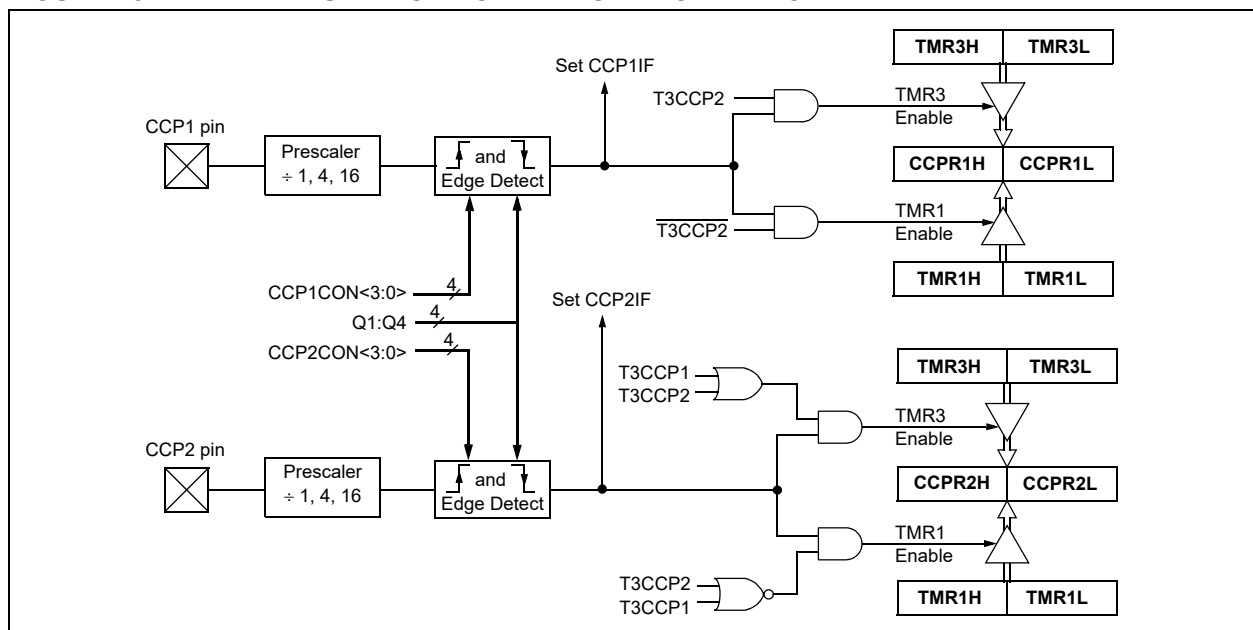 TMR3H TMR3L
Set CCP1IF
T3CCP2
TMR3
Enable
CCP1 pin
Prescaler
÷ 1, 4, 16
and
Edge Detect
CCPR1H CCPR1L
T3CCP2
TMR1
Enable
TMR1H TMR1L
CCP1CON<3:0> 4
Q1:Q4 4
CCP2CON<3:0> 4
Set CCP2IF
TMR3H TMR3L
T3CCP1
T3CCP2
TMR3
Enable
CCP2 pin
Prescaler
÷ 1, 4, 16
and
Edge Detect
CCPR2H CCPR2L
TMR1
Enable
T3CCP2
T3CCP1
TMR1H TMR1L